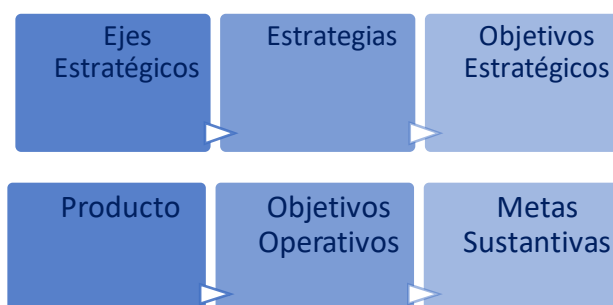 Ejes
Estratégicos
Estrategias
Objetivos
Estratégicos
Producto
Objetivos
Operativos
Metas
Sustantivas